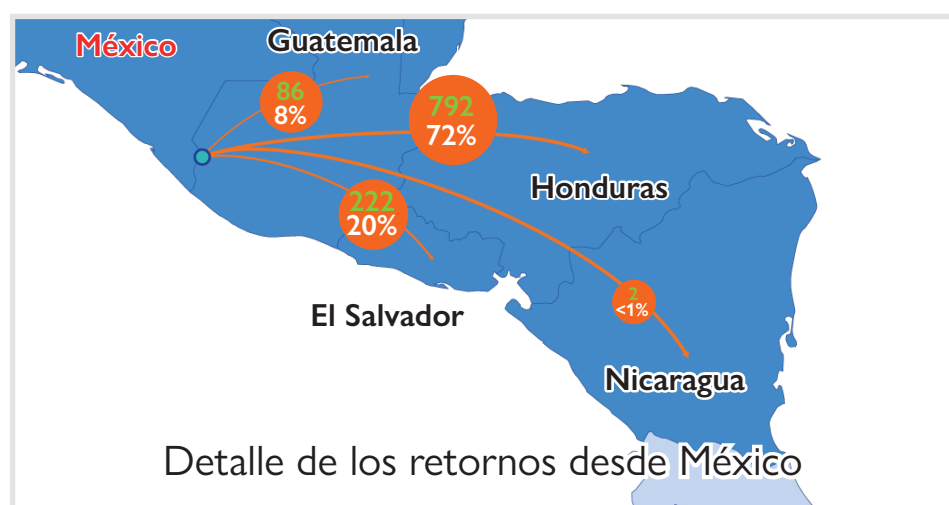 México
Guatemala
86
8%
792
72%
Honduras
222
20%
2
<1%
El Salvador
Nicaragua
Detalle de los retornos desde México